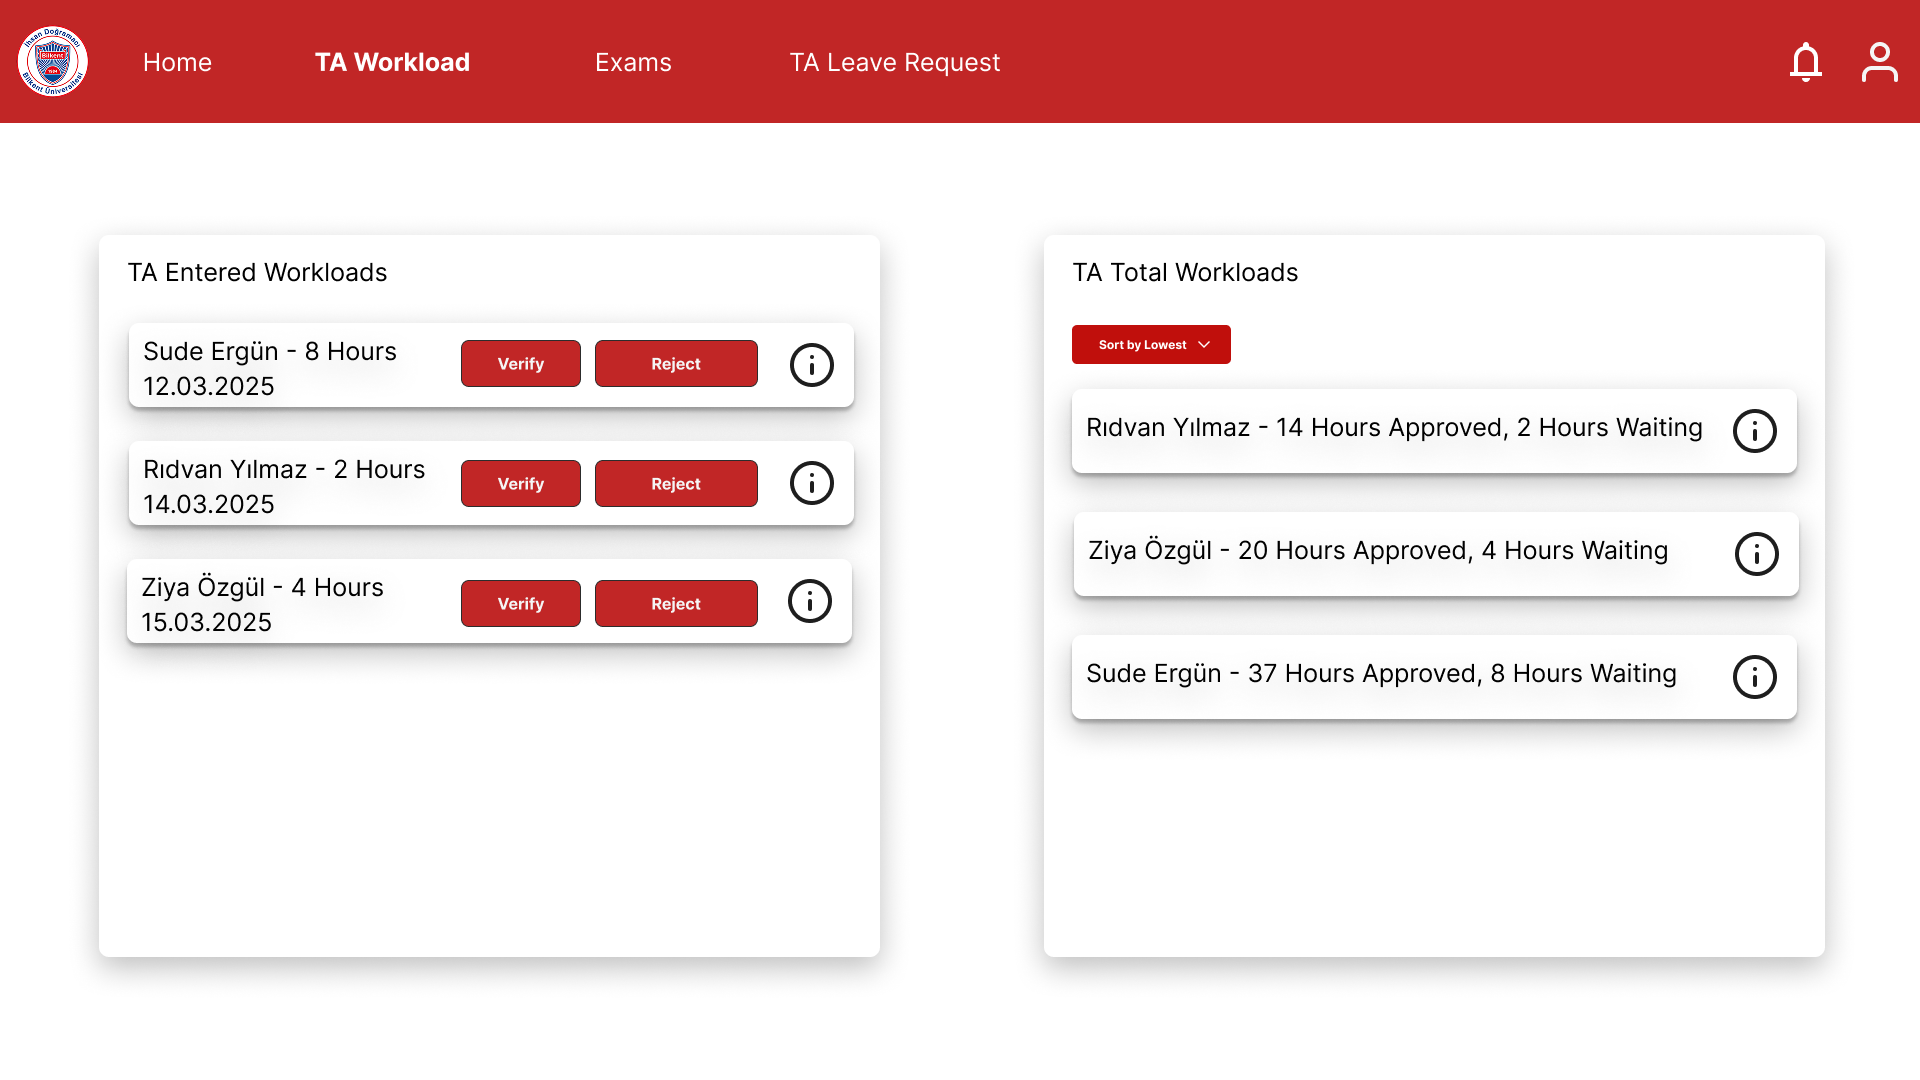 İhsan Doğramacı
Bilkent
1984
Bilkent Üniversitesi
Home
TA Workload
Exams
TA Leave Request
TA Entered Workloads
Sude Ergün - 8 Hours
12.03.2025
Verify
Reject
Rıdvan Yılmaz - 2 Hours
14.03.2025
Verify
Reject
Ziya Özgül - 4 Hours
15.03.2025
Verify
Reject
TA Total Workloads
Sort by Lowest
Rıdvan Yılmaz - 14 Hours Approved, 2 Hours Waiting
Ziya Özgül - 20 Hours Approved, 4 Hours Waiting
Sude Ergün - 37 Hours Approved, 8 Hours Waiting